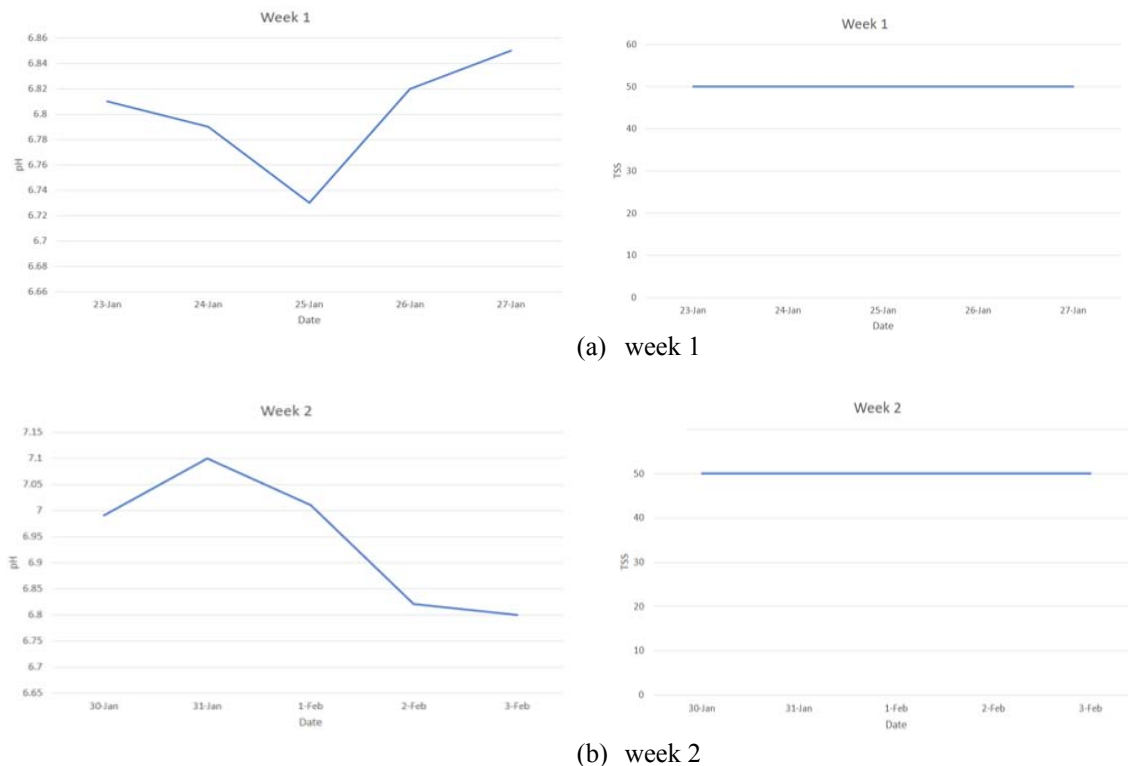 Week 1
6.86
6.84
6.82
6.8
6.78
6.76
6.74
6.72
6.7
6.68
6.66
pH
23-Jan 24-Jan 25-Jan 26-Jan 27-Jan
Date
Week 1
60
50
40
30
20
10
0
TSS
23-Jan 24-Jan 25-Jan 26-Jan 27-Jan
Date
(a) week 1
Week 2
7.15
7.1
7.05
7
6.95
6.9
6.85
6.8
6.75
6.7
6.65
pH
30-Jan 31-Jan 1-Feb 2-Feb 3-Feb
Date
Week 2
50
40
30
20
10
0
TSS
30-Jan 31-Jan 1-Feb 2-Feb 3-Feb
Date
(b) week 2